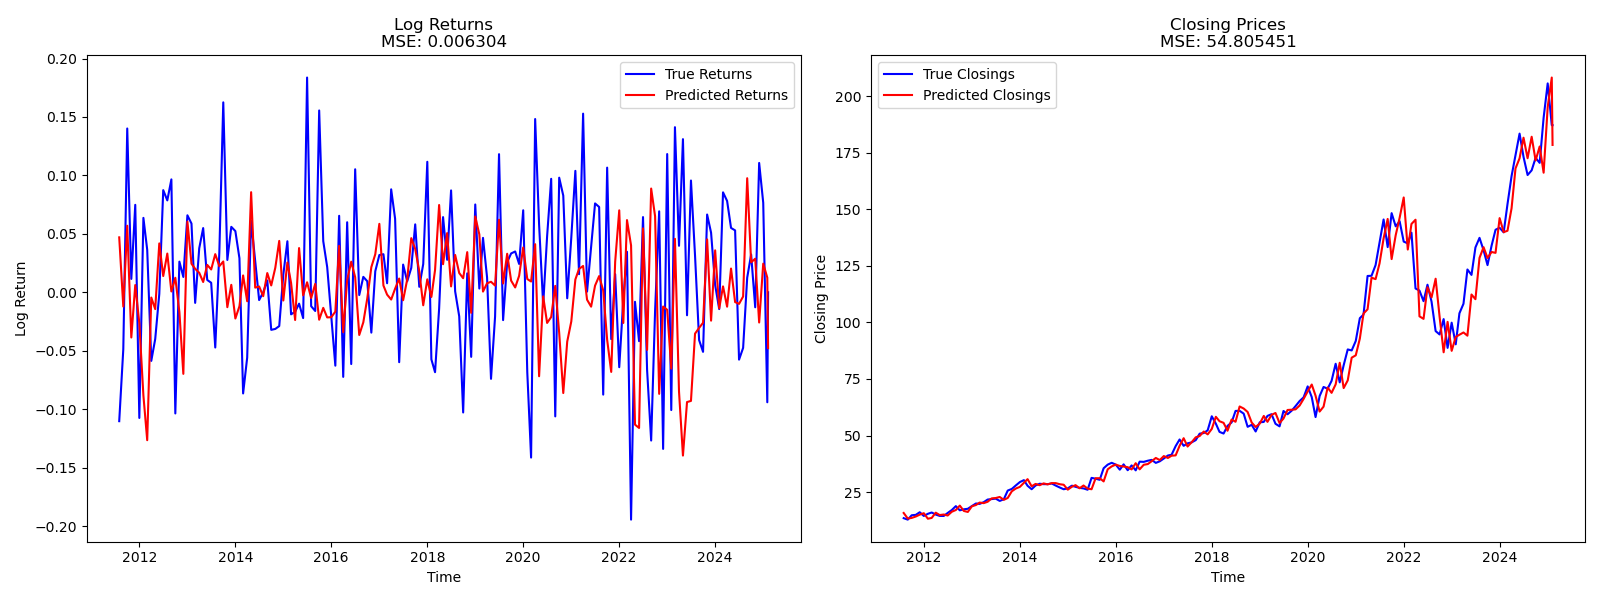 Log Returns
MSE: 0.006304
True Returns
Predicted Returns
0.20
0.15
0.10
0.05
0.00
−0.05
−0.10
−0.15
−0.20
Log Return
2012 2014 2016 2018 2020 2022 2024
Time
Closing Prices
MSE: 54.805451
True Closings
Predicted Closings
200
175
150
125
100
75
50
25
Closing Price
2012 2014 2016 2018 2020 2022 2024
Time